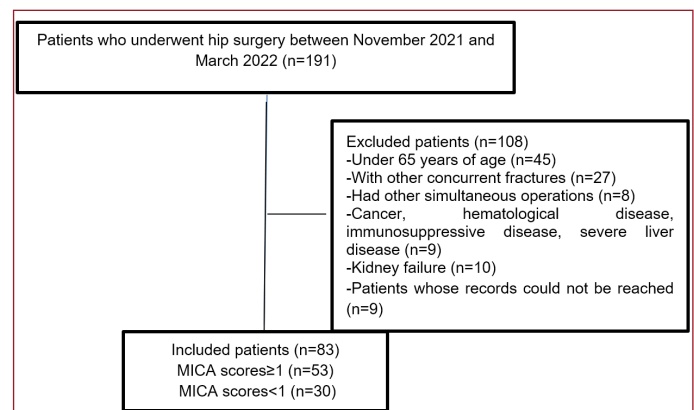 Patients who underwent hip surgery between November 2021 and
March 2022 (n=191)
Excluded patients (n=108)
-Under 65 years of age (n=45)
-With other concurrent fractures (n=27)
-Had other simultaneous operations (n=8)
-Cancer, hematological disease,
immunosuppressive disease, severe liver
disease (n=9)
-Kidney failure (n=10)
-Patients whose records could not be reached
(n=9)
Included patients (n=83)
MICA scores≥1 (n=53)
MICA scores<1 (n=30)